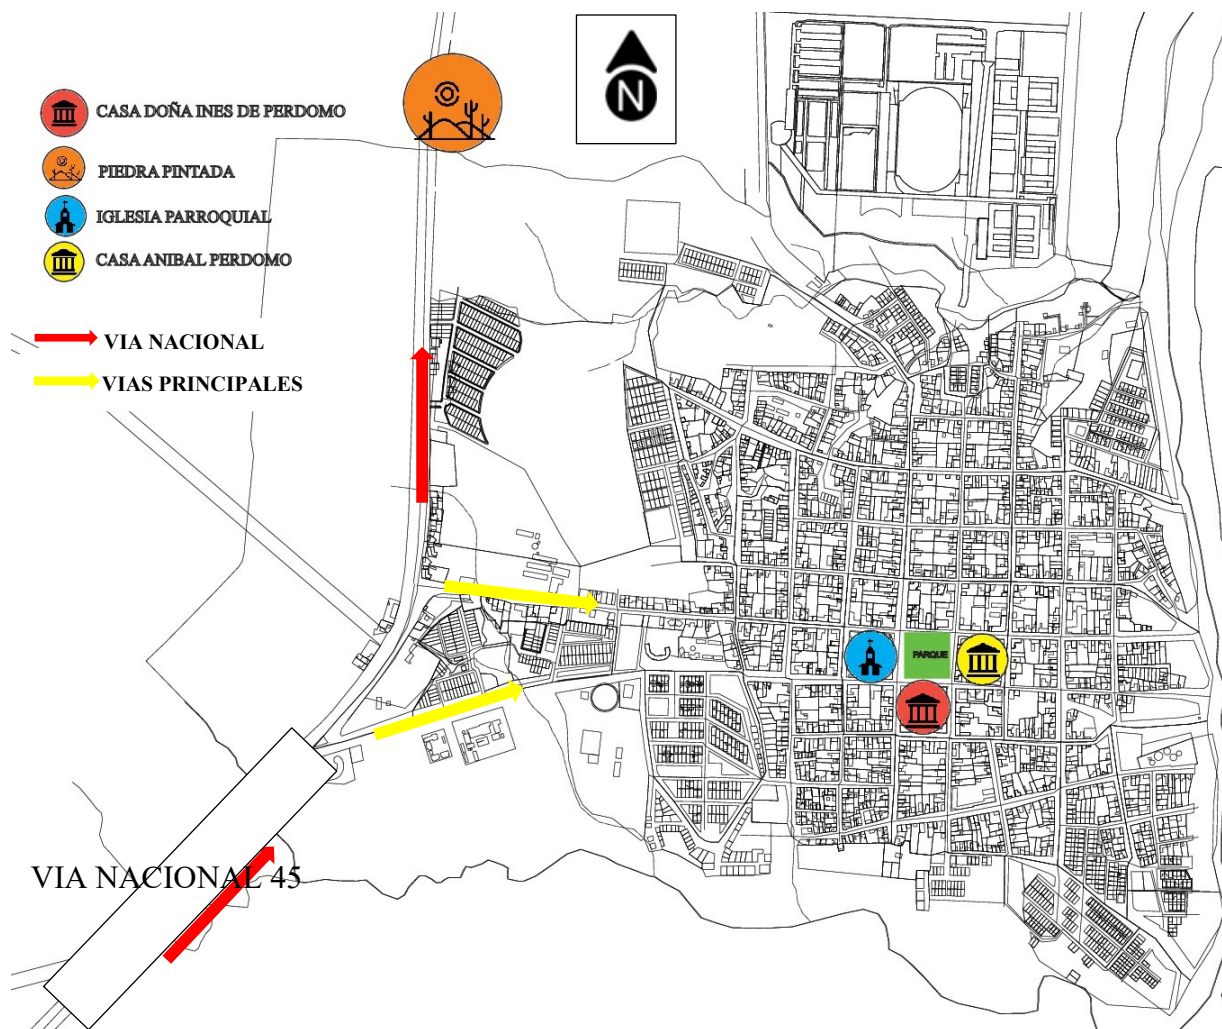 N
CASA DOÑA INES DE PERDOMO
PIEDRA PINTADA
IGLESIA PARROQUIAL
CASA ANIBAL PERDOMO
VIA NACIONAL
VIAS PRINCIPALES
PARQUE
VIA NACIONAL 45